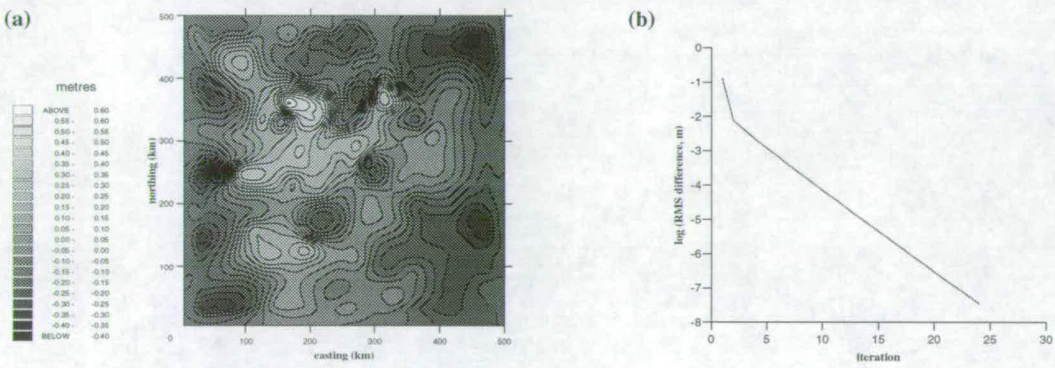 (a)
metres
ABOVE 0.60
0.55 - 0.60
0.50 - 0.55
0.45 - 0.50
0.40 - 0.45
0.35 - 0.40
0.30 - 0.35
0.25 - 0.30
0.20 - 0.25
0.15 - 0.20
0.10 - 0.15
0.05 - 0.10
0.00 - 0.05
-0.05 - 0.00
-0.10 - -0.05
-0.15 - -0.10
-0.20 - -0.15
-0.25 - -0.20
-0.30 - -0.25
-0.35 - -0.30
-0.40 - -0.35
BELOW -0.40
500
400
300
200
100
0
100
200
300
400
500
northing (km)
easting (km)
(b)
0
-1
-2
-3
-4
-5
-6
-7
-8
0
5
10
15
20
25
30
log (RMS difference, m)
iteration